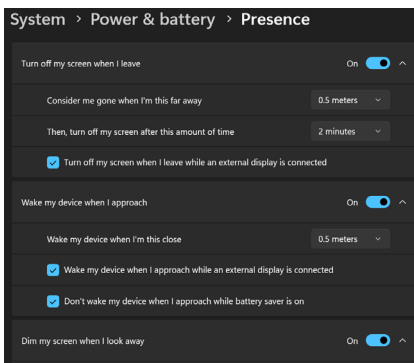 System > Power & battery > Presence
Turn off my screen when I leave On
Consider me gone when I'm this far away 0.5 meters
Then, turn off my screen after this amount of time 2 minutes
Turn off my screen when I leave while an external display is connected
Wake my device when I approach On
Wake my device when I'm this close 0.5 meters
Wake my device when I approach while an external display is connected
Don't wake my device when I approach while battery saver is on
Dim my screen when I look away On